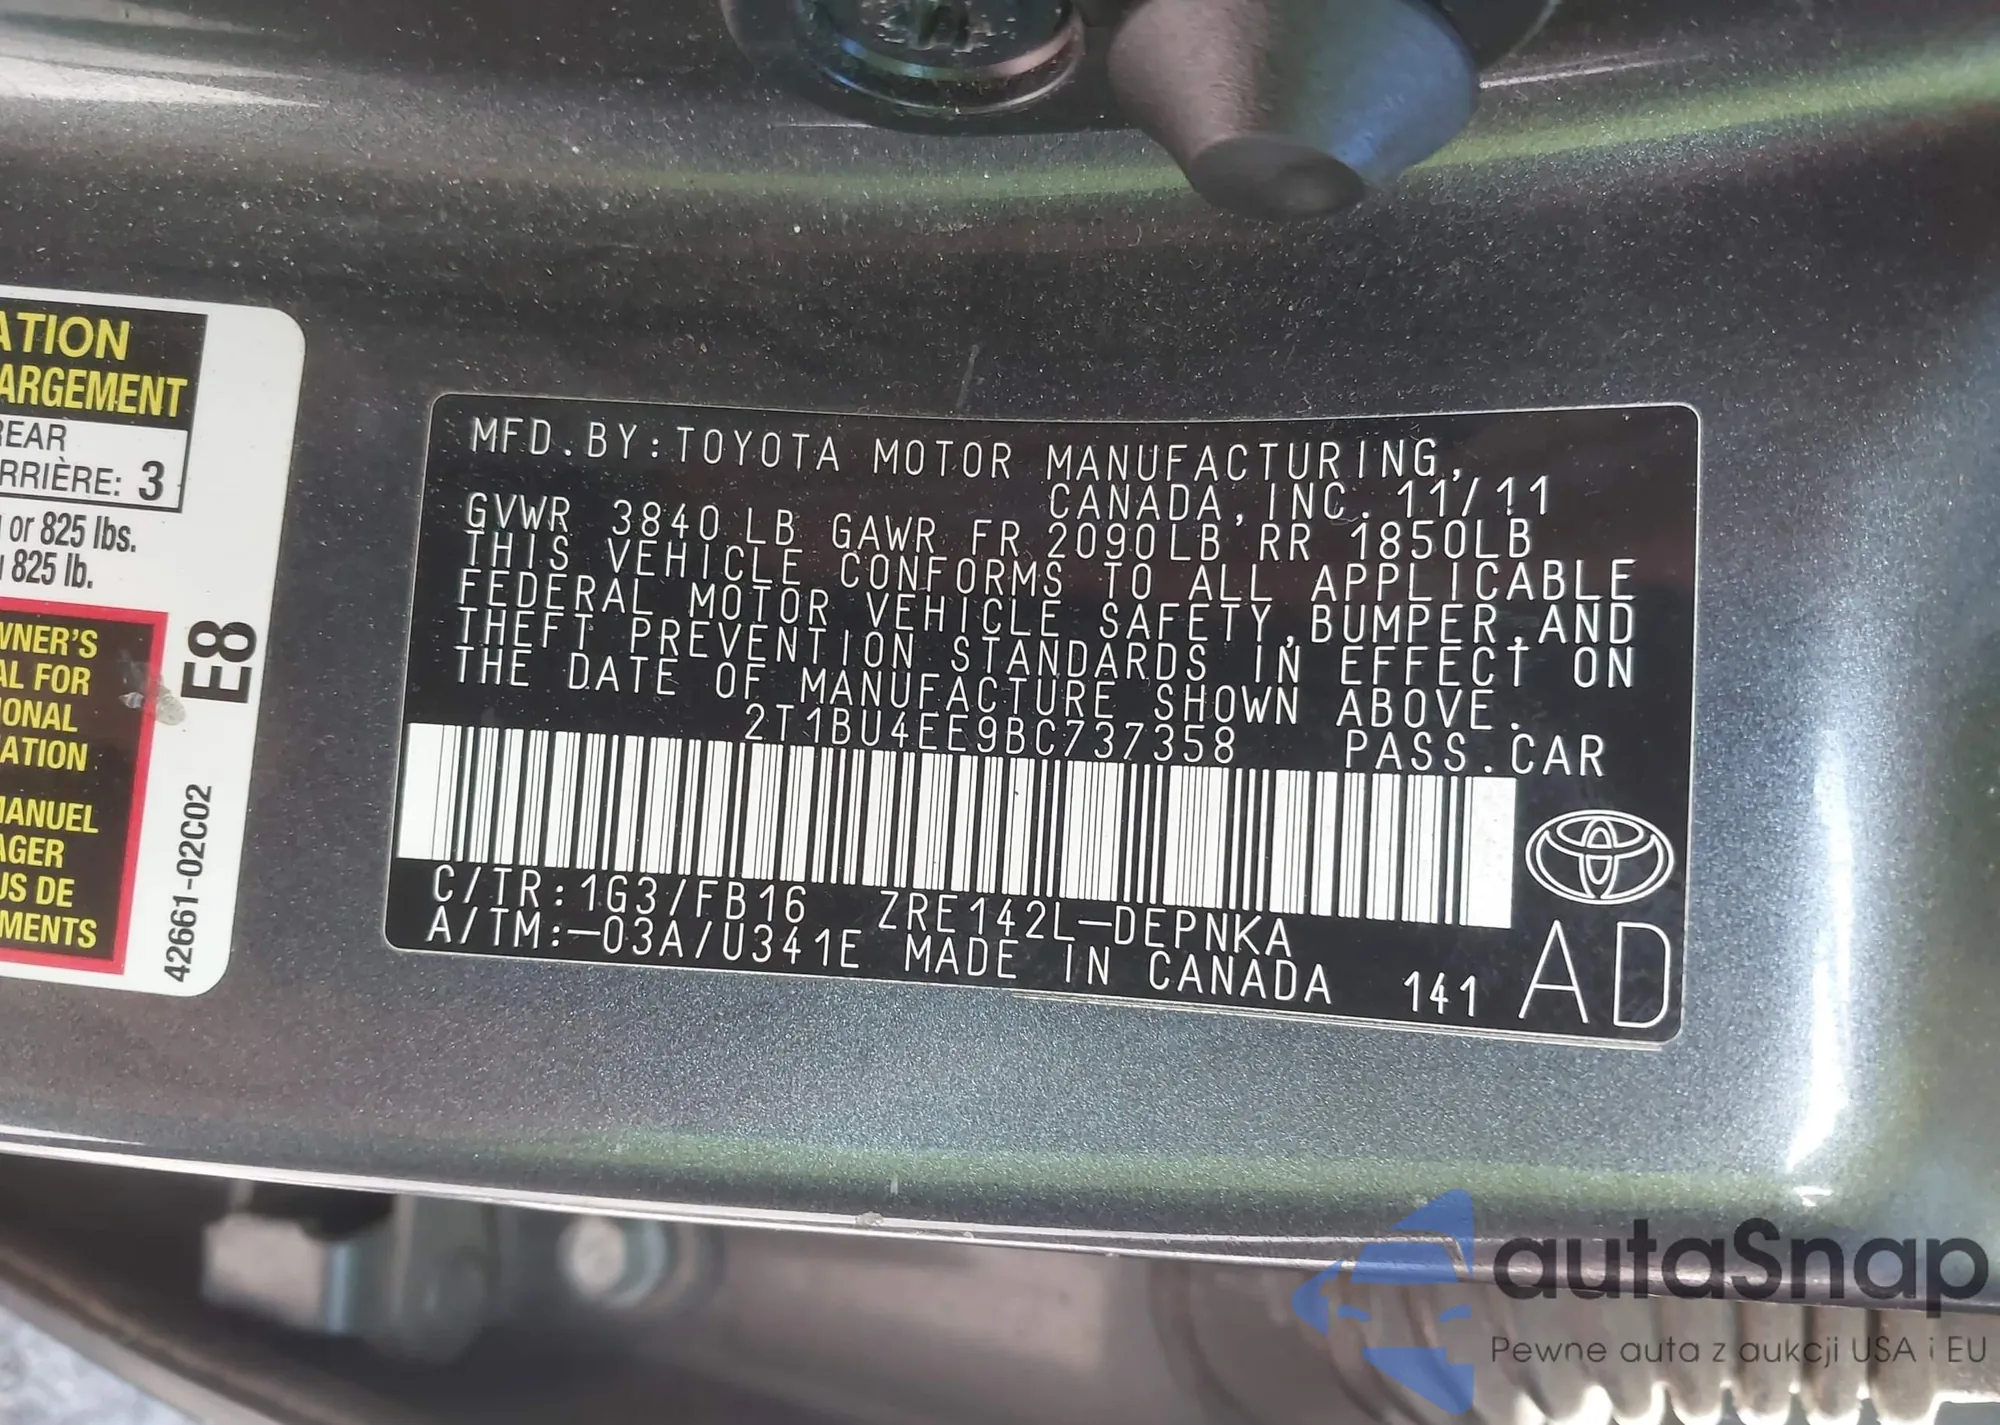 ATION
ARGEMENT
REAR
RRIÈRE: 3
or 825 lbs.
825 lb.
WNER'S
AL FOR
IONAL
ATION
MANUEL
AGER
US DE
MENTS
E8
42661-02C02
MFD.BY:TOYOTA MOTOR MANUFACTURING,
CANADA,INC. 11/11
GVWR 3840LB GAWR FR 2090LB RR 1850LB
THIS VEHICLE CONFORMS TO ALL APPLICABLE
FEDERAL MOTOR VEHICLE SAFETY,BUMPER,AND
THEFT PREVENTION STANDARDS IN EFFECT ON
THE DATE OF MANUFACTURE SHOWN ABOVE.
2T1BU4EE9BC737358 PASS.CAR
C/TR:1G3/FB16 ZRE142L-DEPNKA
A/TM:-03A/U341E MADE IN CANADA 141 AD
autaSnap
Pewne auta z aukcji USA i EU